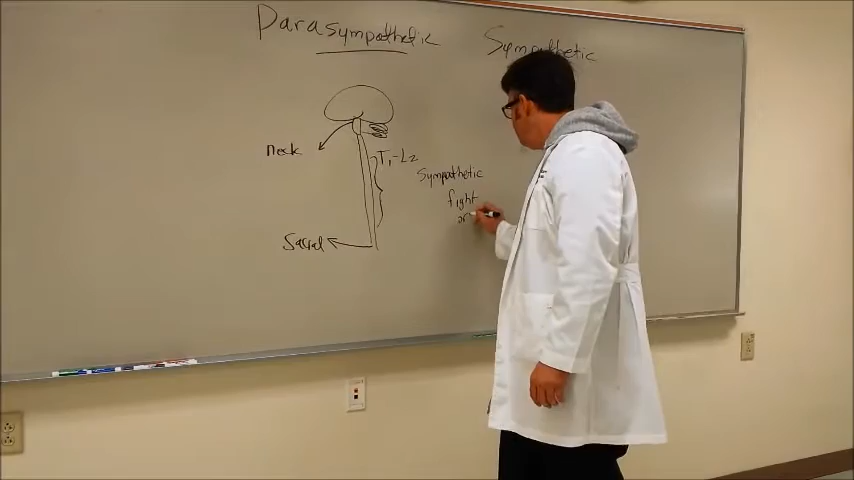 Parasympathetic
Sympathetic
Neck
T1-L2
Sympathetic
fight
or
Sacral